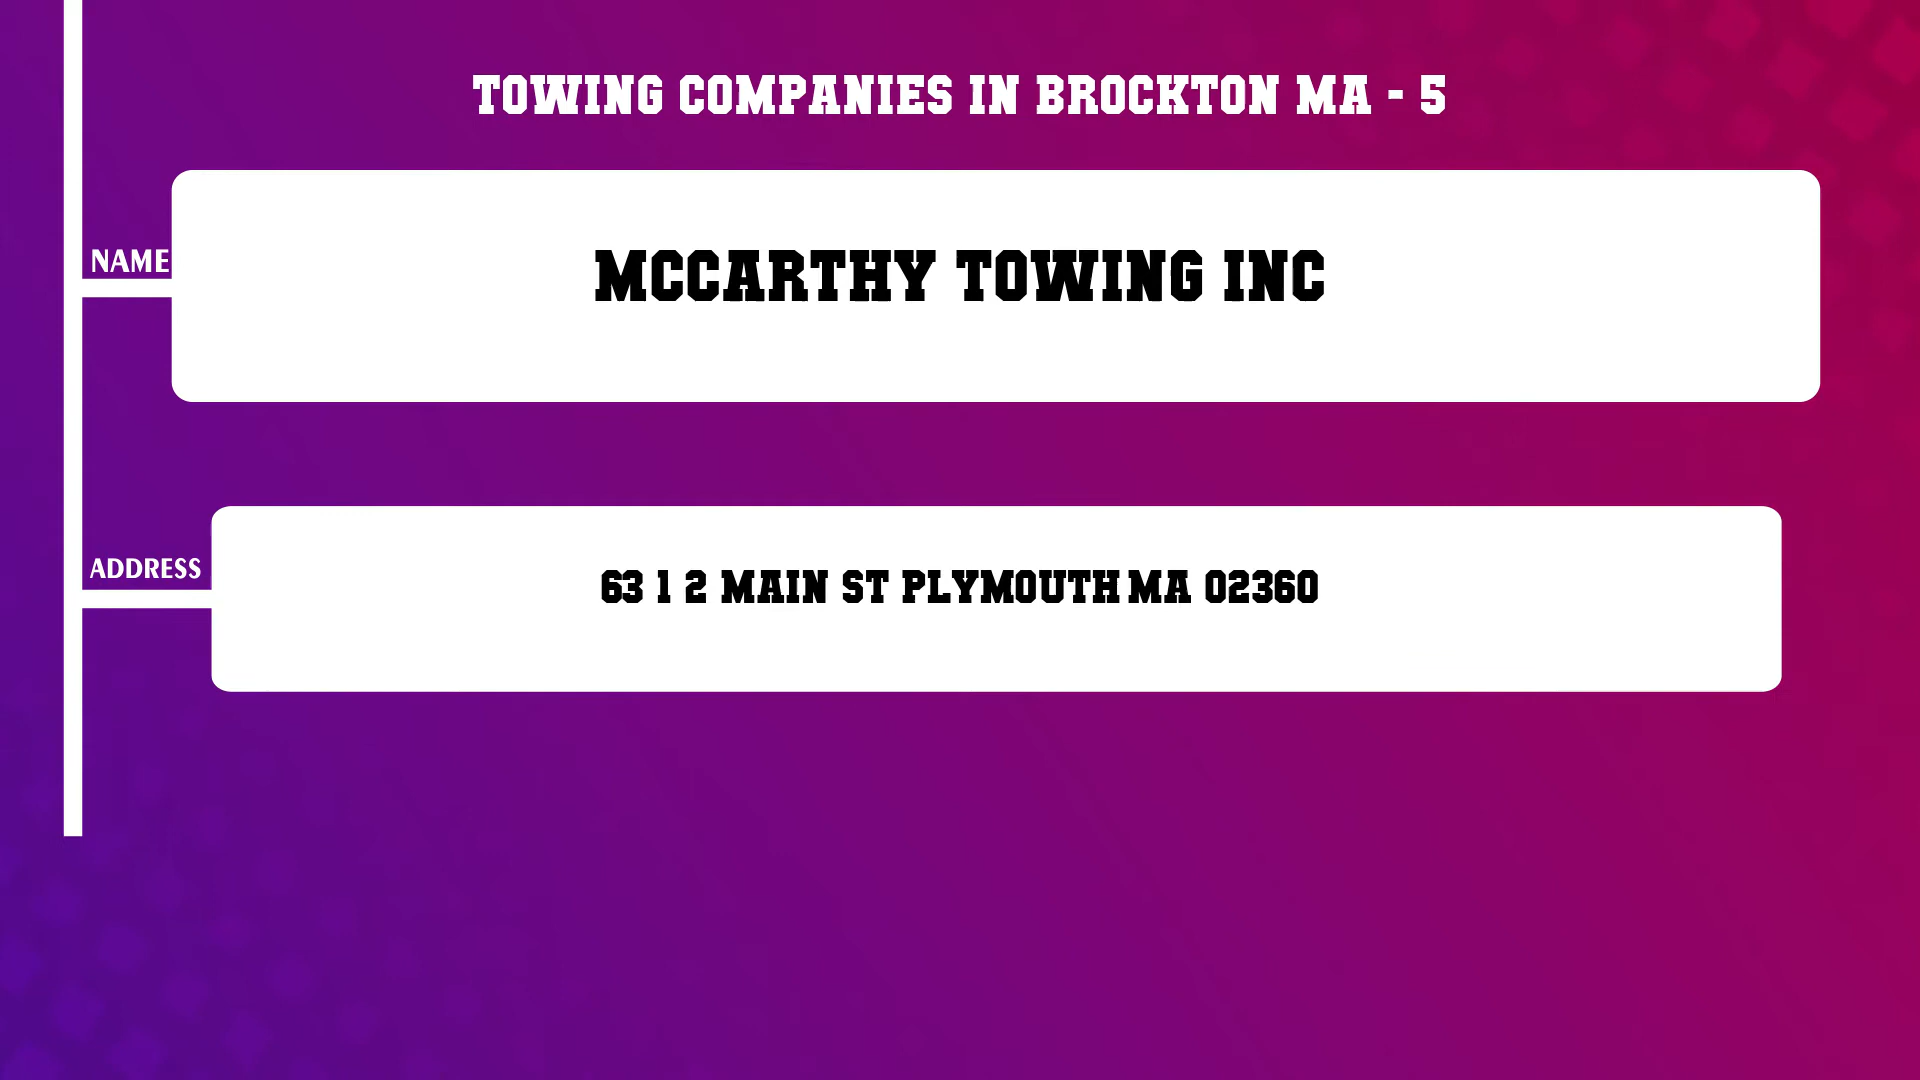 TOWING COMPANIES IN BROCKTON MA - 5
NAME
MCCARTHY TOWING INC
ADDRESS
63 1 2 MAIN ST PLYMOUTH MA 02360